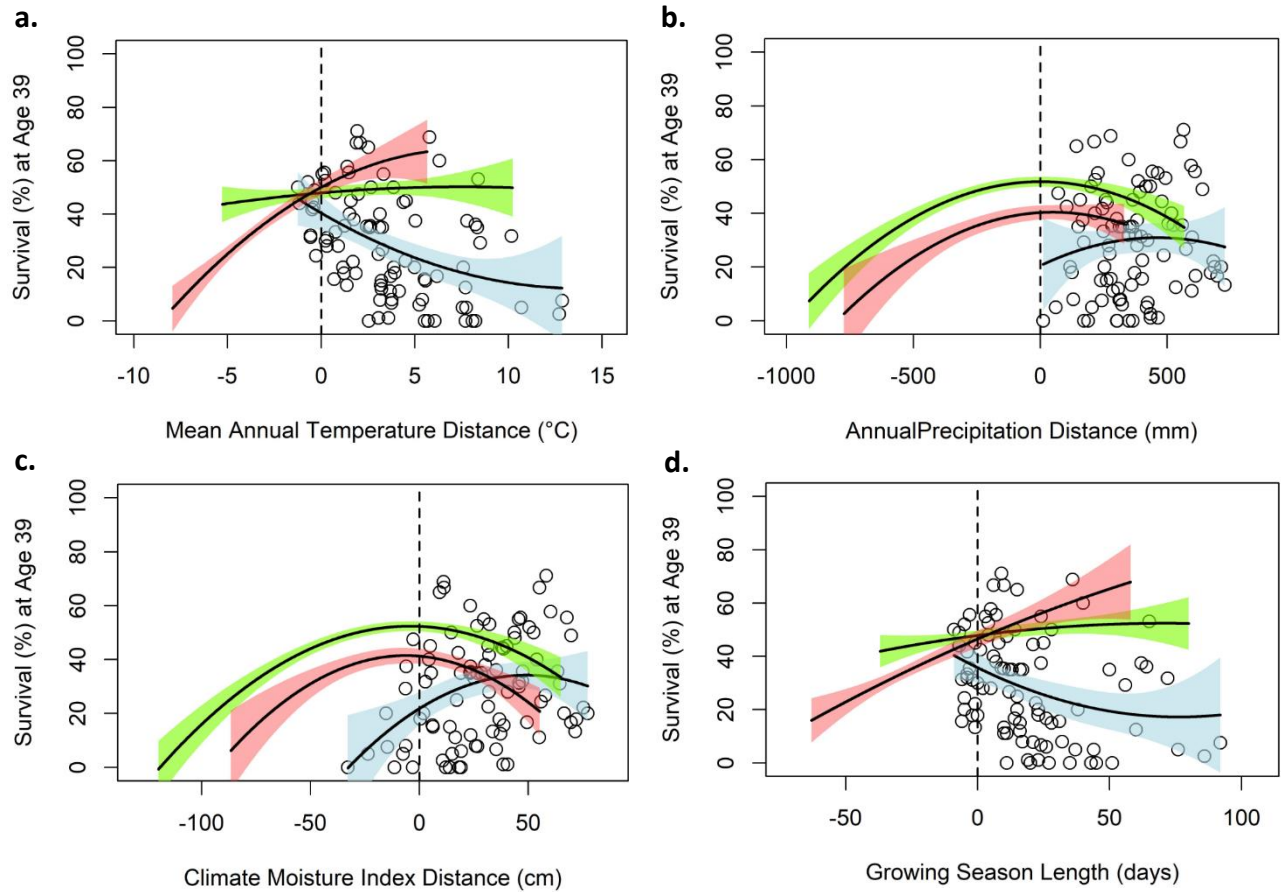 a.
Survival (%) at Age 39
100
80
60
40
20
0
-10 -5 0 5 10 15
Mean Annual Temperature Distance (°C)
b.
Survival (%) at Age 39
100
80
60
40
20
0
-1000 -500 0 500
AnnualPrecipitation Distance (mm)
c.
Survival (%) at Age 39
100
80
60
40
20
0
-100 -50 0 50
Climate Moisture Index Distance (cm)
d.
Survival (%) at Age 39
100
80
60
40
20
0
-50 0 50 100
Growing Season Length (days)